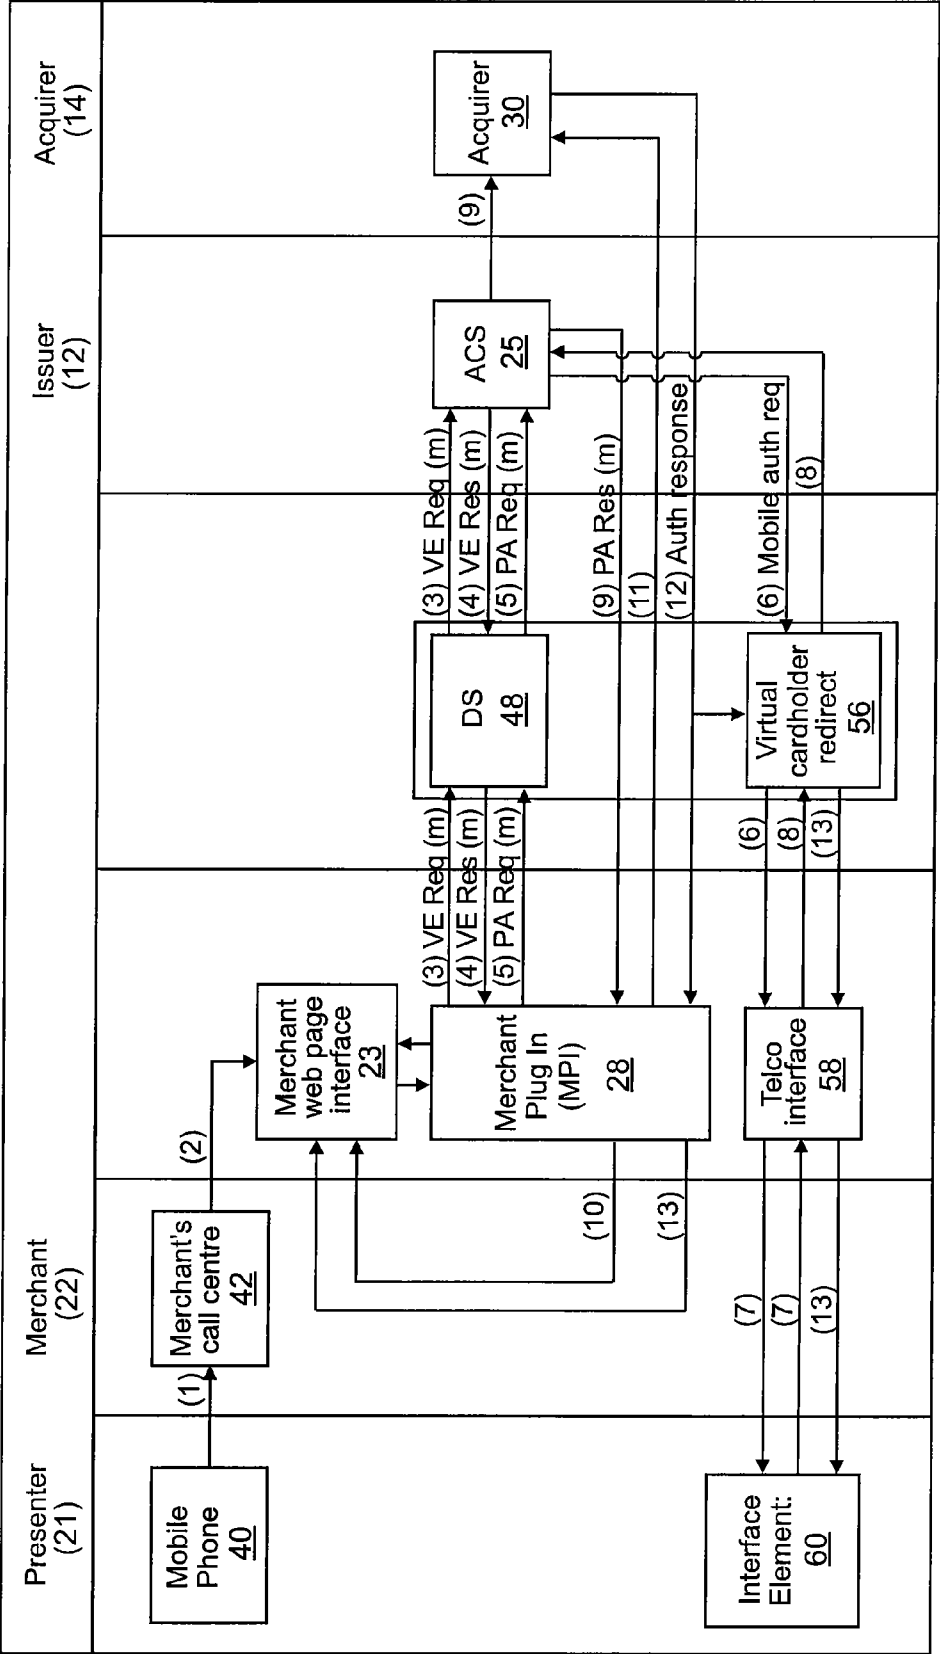 Presenter
(21)
Merchant
(22)
Issuer
(12)
Acquirer
(14)
Mobile
Phone
40
(1)
Merchant's
call centre
42
(2)
Merchant
web page
interface
23
Merchant
Plug In
(MPI)
28
(10)
(13)
(3) VE Req (m)
(4) VE Res (m)
(5) PA Req (m)
DS
48
(3) VE Req (m)
(4) VE Res (m)
(5) PA Req (m)
ACS
25
(9)
Acquirer
30
(9) PA Res (m)
(11)
(12) Auth response
(6) Mobile auth req
(8)
Virtual
cardholder
redirect
56
(6)
(8)
(13)
Telco
interface
58
(7)
(7)
(13)
Interface
Element:
60